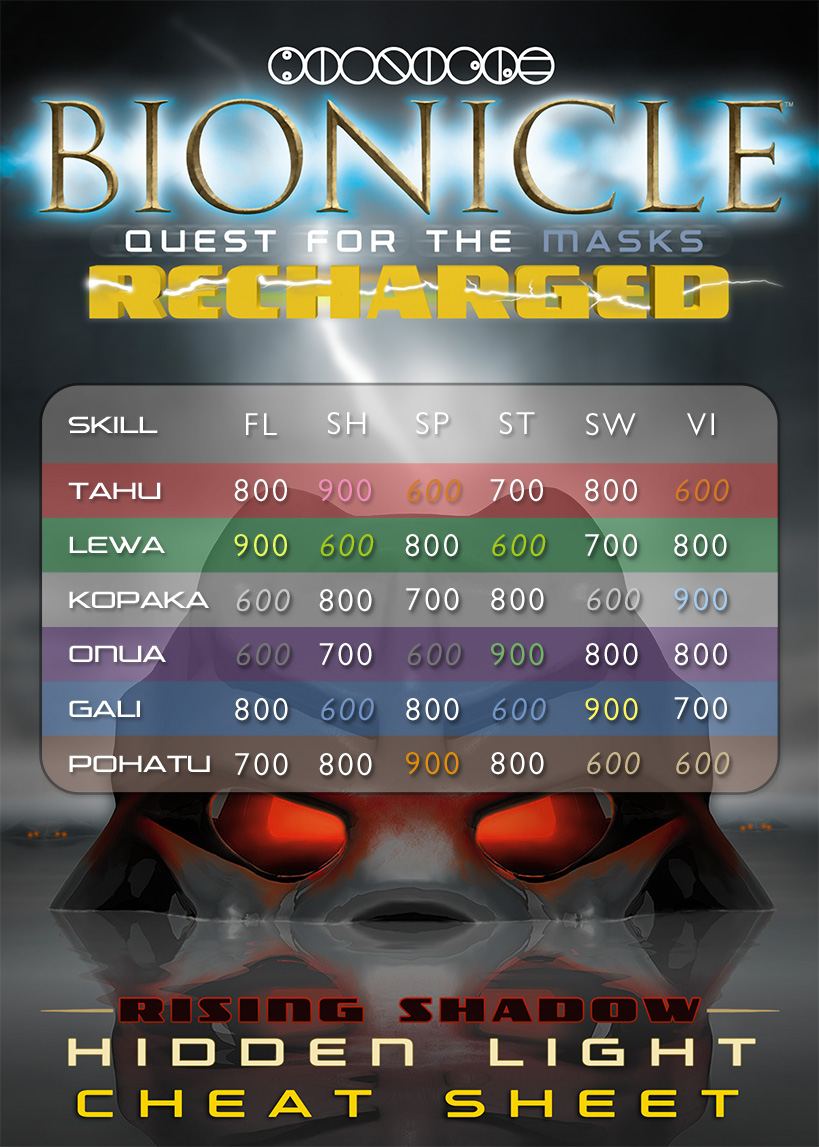 BIONICLE
BIONICLE™
QUEST FOR THE MASKS
RECHARGED
SKILL FL SH SP ST SW VI
TAHU 800 900 600 700 800 600
LEWA 900 600 800 600 700 800
KOPAKA 600 800 700 800 600 900
ONUA 600 700 600 900 800 800
GALI 800 600 800 600 900 700
POHATU 700 800 900 800 600 600
RISING SHADOW
HIDDEN LIGHT
CHEAT SHEET